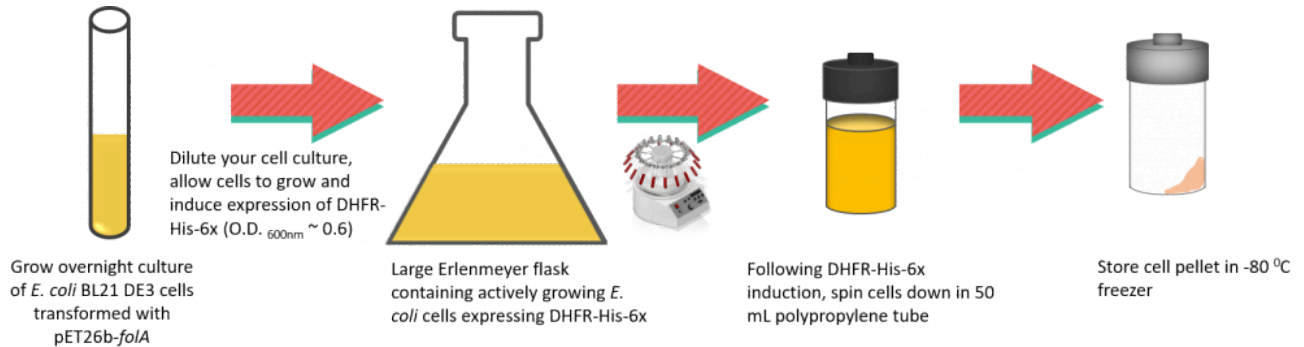 Dilute your cell culture,
allow cells to grow and
induce expression of DHFR-
His-6x (O.D. 600nm ~ 0.6)
Grow overnight culture
of E. coli BL21 DE3 cells
transformed with
pET26b-folA
Large Erlenmeyer flask
containing actively growing E.
coli cells expressing DHFR-His-6x
Following DHFR-His-6x
induction, spin cells down in 50
mL polypropylene tube
Store cell pellet in -80 ⁰C
freezer